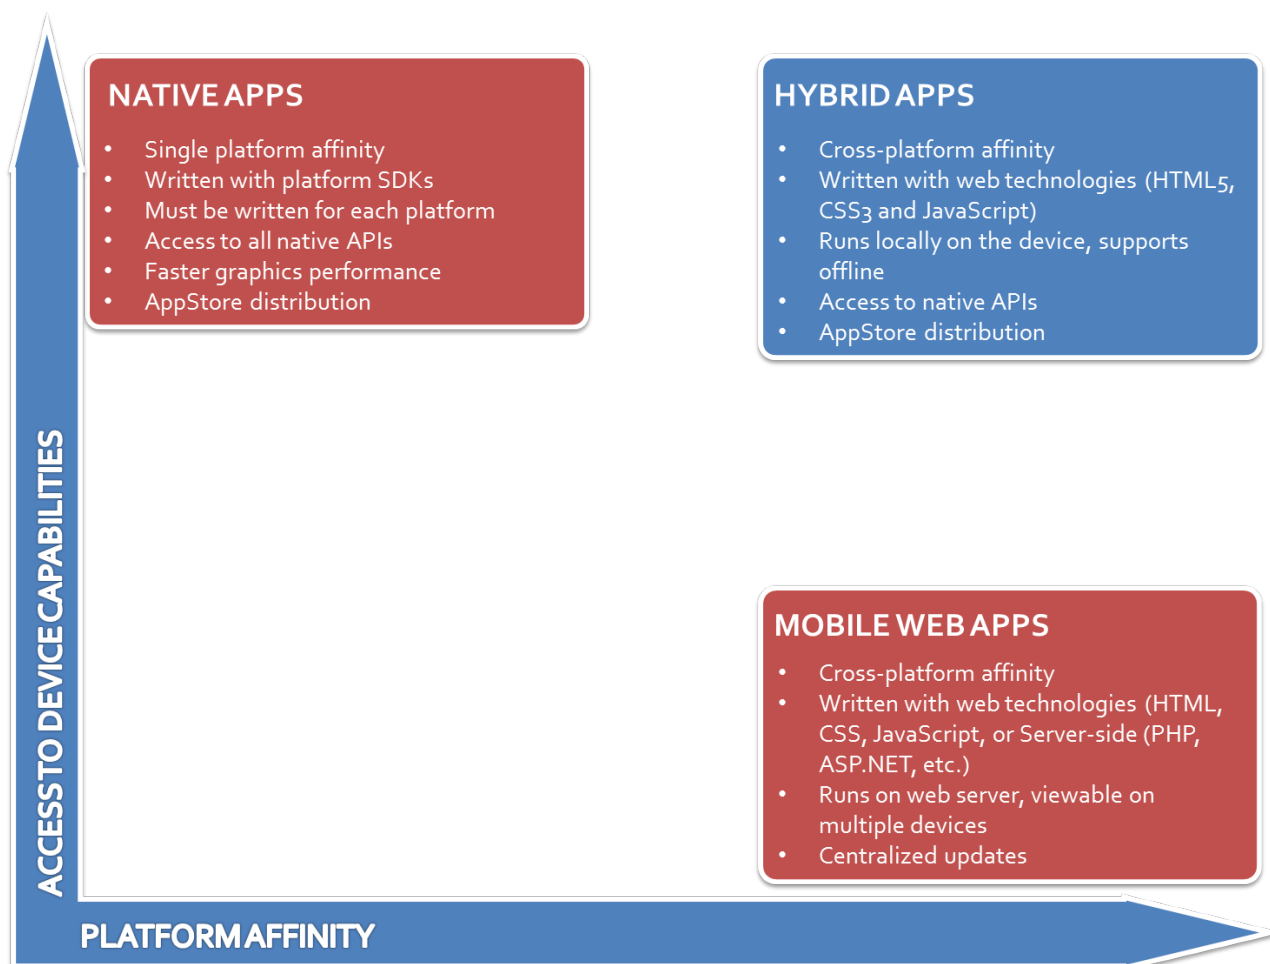 NATIVE APPS
• Single platform affinity
• Written with platform SDKs
• Must be written for each platform
• Access to all native APIs
• Faster graphics performance
• AppStore distribution
HYBRID APPS
• Cross-platform affinity
• Written with web technologies (HTML5,
CSS3 and JavaScript)
• Runs locally on the device, supports
offline
• Access to native APIs
• AppStore distribution
ACCESS TO DEVICE CAPABILITIES
MOBILE WEB APPS
• Cross-platform affinity
• Written with web technologies (HTML,
CSS, JavaScript, or Server-side (PHP,
ASP.NET, etc.)
• Runs on web server, viewable on
multiple devices
• Centralized updates
PLATFORM AFFINITY